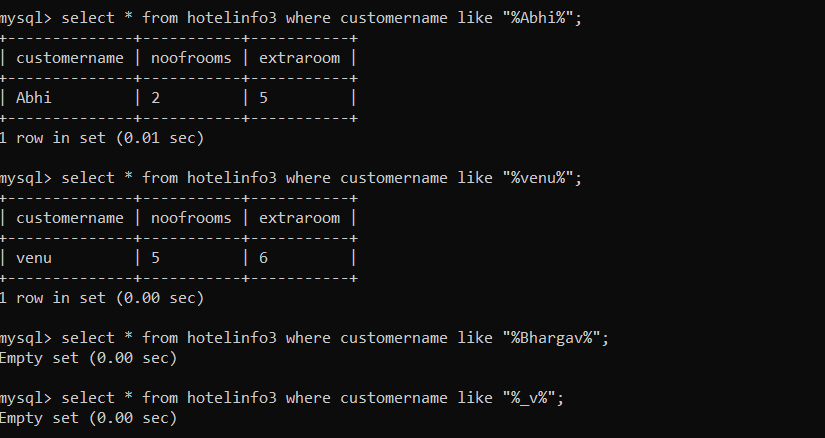 mysql> select * from hotelinfo3 where customername like "%Abhi%";
+--------------+-----------+-----------+
| customername | noofrooms | extraroom |
+--------------+-----------+-----------+
| Abhi         | 2         | 5         |
+--------------+-----------+-----------+
1 row in set (0.01 sec)

mysql> select * from hotelinfo3 where customername like "%venu%";
+--------------+-----------+-----------+
| customername | noofrooms | extraroom |
+--------------+-----------+-----------+
| venu         | 5         | 6         |
+--------------+-----------+-----------+
1 row in set (0.00 sec)

mysql> select * from hotelinfo3 where customername like "%Bhargav%";
Empty set (0.00 sec)

mysql> select * from hotelinfo3 where customername like "%_v%";
Empty set (0.00 sec)